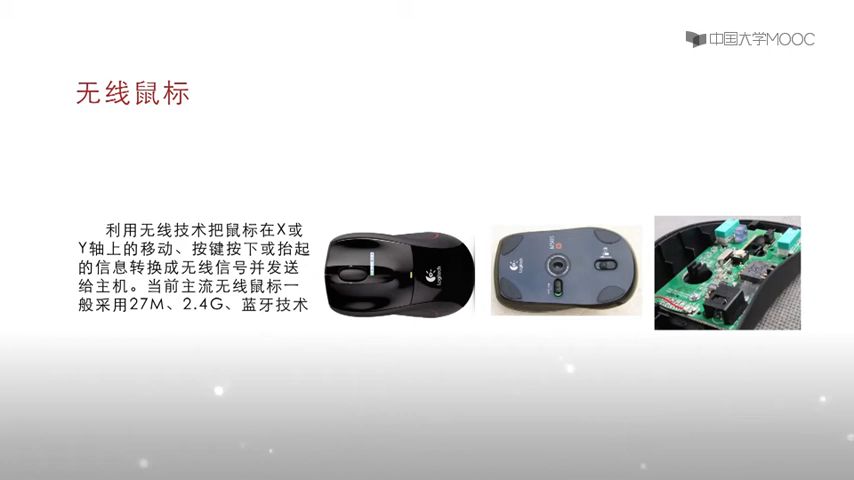 中国大学MOOC
无线鼠标
利用无线技术把鼠标在X或
Y轴上的移动、按键按下或抬起
的信息转换成无线信号并发送
给主机。当前主流无线鼠标一
般采用27M、2.4G、蓝牙技术
Logitech
Logitech